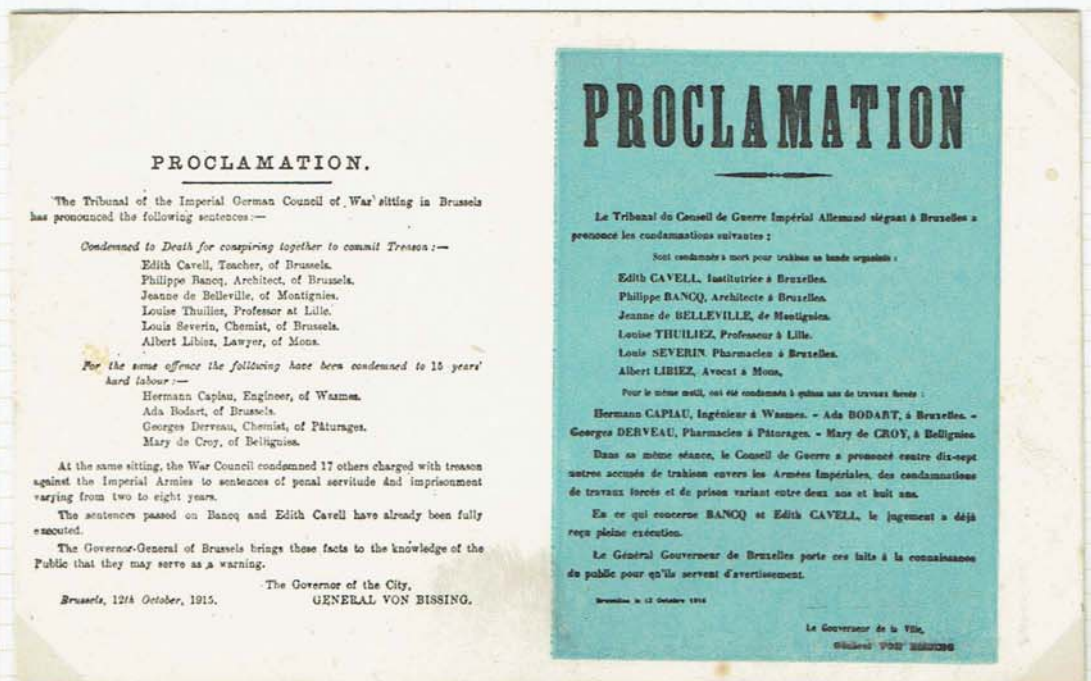 PROCLAMATION.
The Tribunal of the Imperial German Council of War sitting in Brussels
has pronounced the following sentences:—
Condemned to Death for conspiring together to commit Treason:—
Edith Cavell, Teacher, of Brussels.
Philippe Bancq, Architect, of Brussels.
Jeanne de Belleville, of Montignies.
Louise Thuiliez, Professor at Lille.
Louis Severin, Chemist, of Brussels.
Albert Libiez, Lawyer, of Mons.
For the same offence the following have been condemned to 15 years'
hard labour:—
Hermann Capiau, Engineer, of Wasmes.
Ada Bodart, of Brussels.
Georges Derveau, Chemist, of Pâturages.
Mary de Croy, of Bellignies.
At the same sitting, the War Council condemned 17 others charged with treason
against the Imperial Armies to sentences of penal servitude and imprisonment
varying from two to eight years.
The sentences passed on Bancq and Edith Cavell have already been fully
executed.
The Governor-General of Brussels brings these facts to the knowledge of the
Public that they may serve as a warning.
The Governor of the City,
Brussels, 12th October, 1915. GENERAL VON BISSING.
PROCLAMATION
Le Tribunal du Conseil de Guerre Impérial Allemand siégeant à Bruxelles a
prononcé les condamnations suivantes :
Sont condamnés à mort pour trahison en bande organisée :
Edith CAVELL, Institutrice à Bruxelles.
Philippe BANCQ, Architecte à Bruxelles.
Jeanne de BELLEVILLE, de Montignies.
Louise THUILIEZ, Professeur à Lille.
Louis SEVERIN, Pharmacien à Bruxelles.
Albert LIBIEZ, Avocat à Mons.
Pour le même motif, ont été condamnés à quinze ans de travaux forcés :
Hermann CAPIAU, Ingénieur à Wasmes. - Ada BODART, à Bruxelles. -
Georges DERVEAU, Pharmacien à Pâturages. - Mary de CROY, à Bellignies.
Dans sa même séance, le Conseil de Guerre a prononcé contre dix-sept
autres accusés de trahison envers les Armées Impériales, des condamnations
de travaux forcés et de prison variant entre deux ans et huit ans.
En ce qui concerne BANCQ et Edith CAVELL, le jugement a déjà
reçu pleine exécution.
Le Général Gouverneur de Bruxelles porte ces faits à la connaissance
du public pour qu'ils servent d'avertissement.
Bruxelles le 12 Octobre 1915
Le Gouverneur de la Ville,
Général VON BISSING